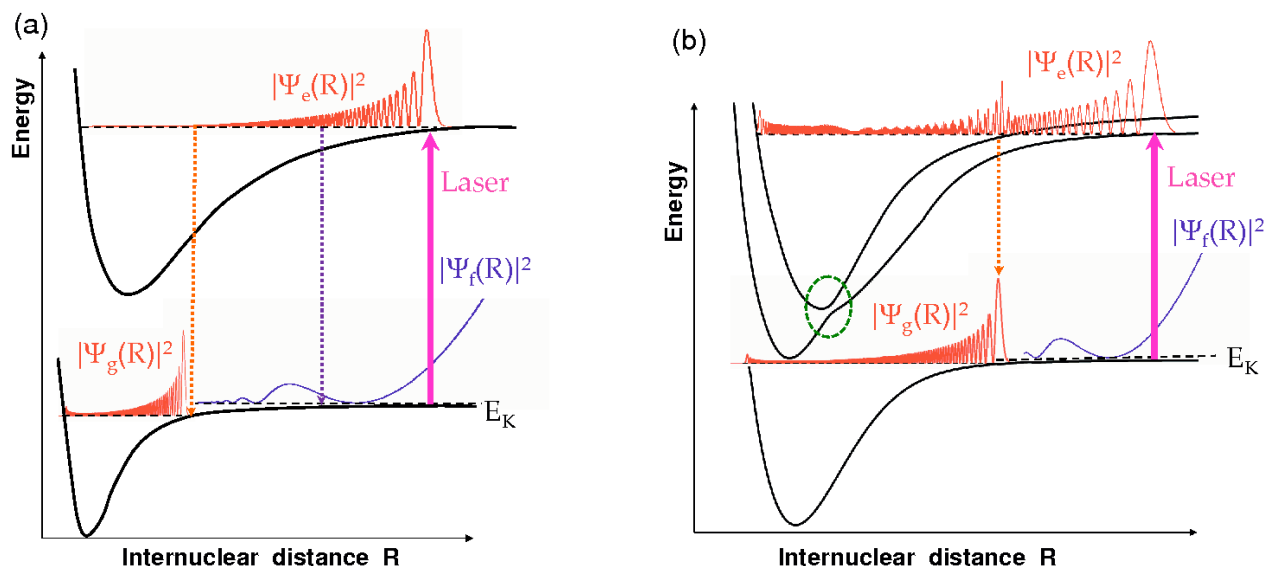 (a)
Energy
|Ψe(R)|²
Laser
|Ψf(R)|²
|Ψg(R)|²
EK
Internuclear distance R
(b)
Energy
|Ψe(R)|²
Laser
|Ψf(R)|²
|Ψg(R)|²
EK
Internuclear distance R